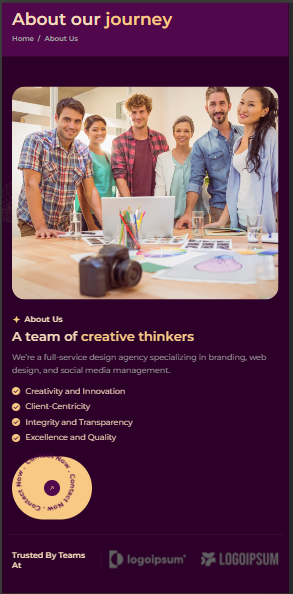 About our journey
Home / About Us
About Us
A team of creative thinkers
We're a full-service design agency specializing in branding, web
design, and social media management.
Creativity and Innovation
Client-Centricity
Integrity and Transparency
Excellence and Quality
Contact Now . Contact Now . Contact Now .
Trusted By Teams
At
logoipsum®
LOGOIPSUM